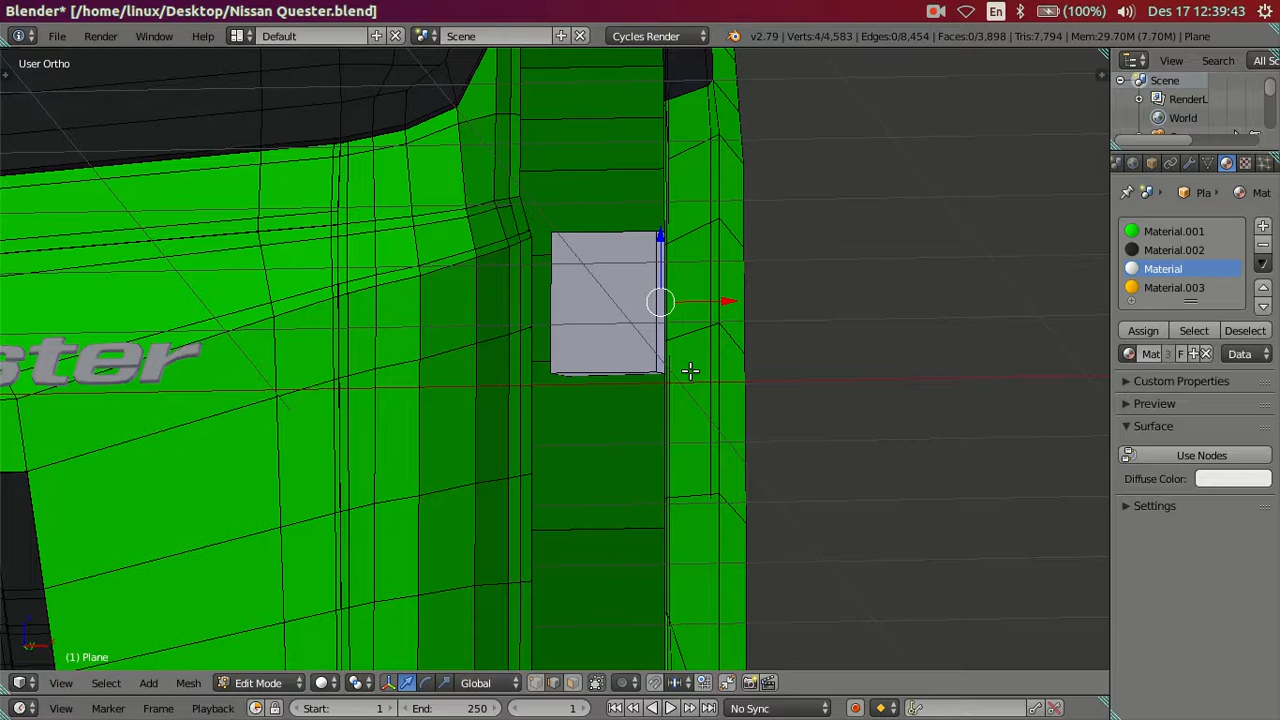 Blender* [/home/linux/Desktop/Nissan Quester.blend]
En (100%) Des 17 12:39:43
File Render Window Help Default Scene Cycles Render v2.79 | Verts:4/4,583 | Edges:0/8,454 | Faces:0/3,898 | Tris:7,794 | Mem:29.70M (7.70M) | Plane
User Ortho
View Search All Sc
Scene
RenderL
World
Pla Mat
Material.001
Material.002
Material
Material.003
Assign Select Deselect
Mat 3 F Data
Custom Properties
Preview
Surface
Use Nodes
Diffuse Color:
Settings
ster
(1) Plane
View Select Add Mesh Edit Mode Global
View Marker Frame Playback Start: 1 End: 250 1 No Sync